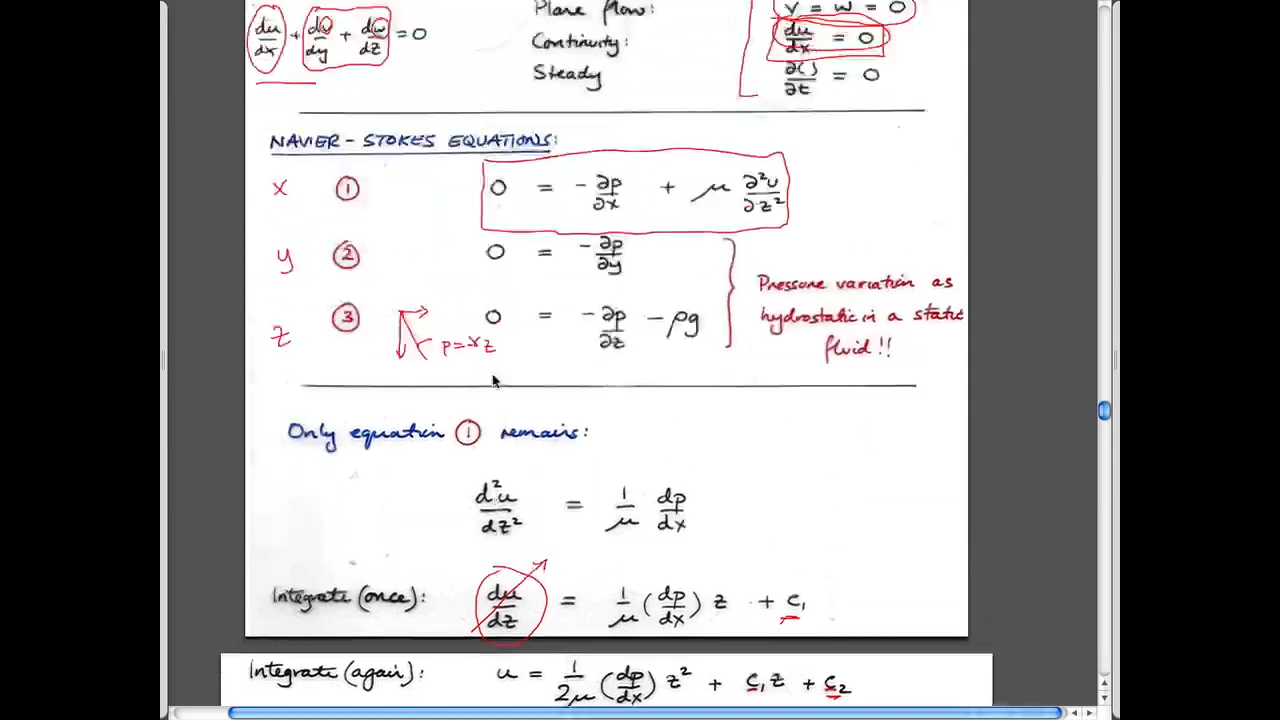 Plane flow: v = w = 0
du/dx + dv/dy + dw/dz = 0
Continuity: du/dx = 0
Steady ∂( )/∂t = 0
NAVIER-STOKES EQUATIONS:
x ① 0 = - ∂p/∂x + μ ∂²u/∂z²
y ② 0 = - ∂p/∂y
z ③ 0 = - ∂p/∂z - ρg
p = γz
Pressure variation as
hydrostatic in a static
fluid!!
Only equation ① remains:
d²u/dz² = 1/μ dp/dx
Integrate (once): du/dz = 1/μ (dp/dx) z + c₁
Integrate (again): u = 1/2μ (dp/dx) z² + c₁z + c₂